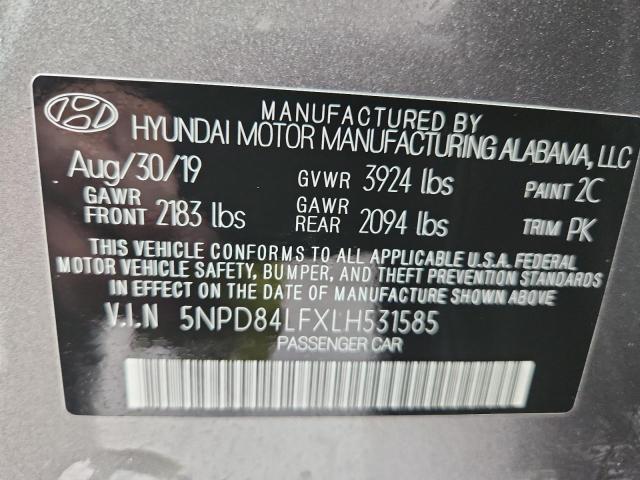 MANUFACTURED BY
HYUNDAI MOTOR MANUFACTURING ALABAMA, LLC
Aug/30/19 GVWR 3924 lbs PAINT 2C
GAWR FRONT 2183 lbs GAWR REAR 2094 lbs TRIM PK
THIS VEHICLE CONFORMS TO ALL APPLICABLE U.S.A. FEDERAL
MOTOR VEHICLE SAFETY, BUMPER, AND THEFT PREVENTION STANDARDS
IN EFFECT ON THE DATE OF MANUFACTURE SHOWN ABOVE.
V.I.N 5NPD84LFXLH531585
PASSENGER CAR